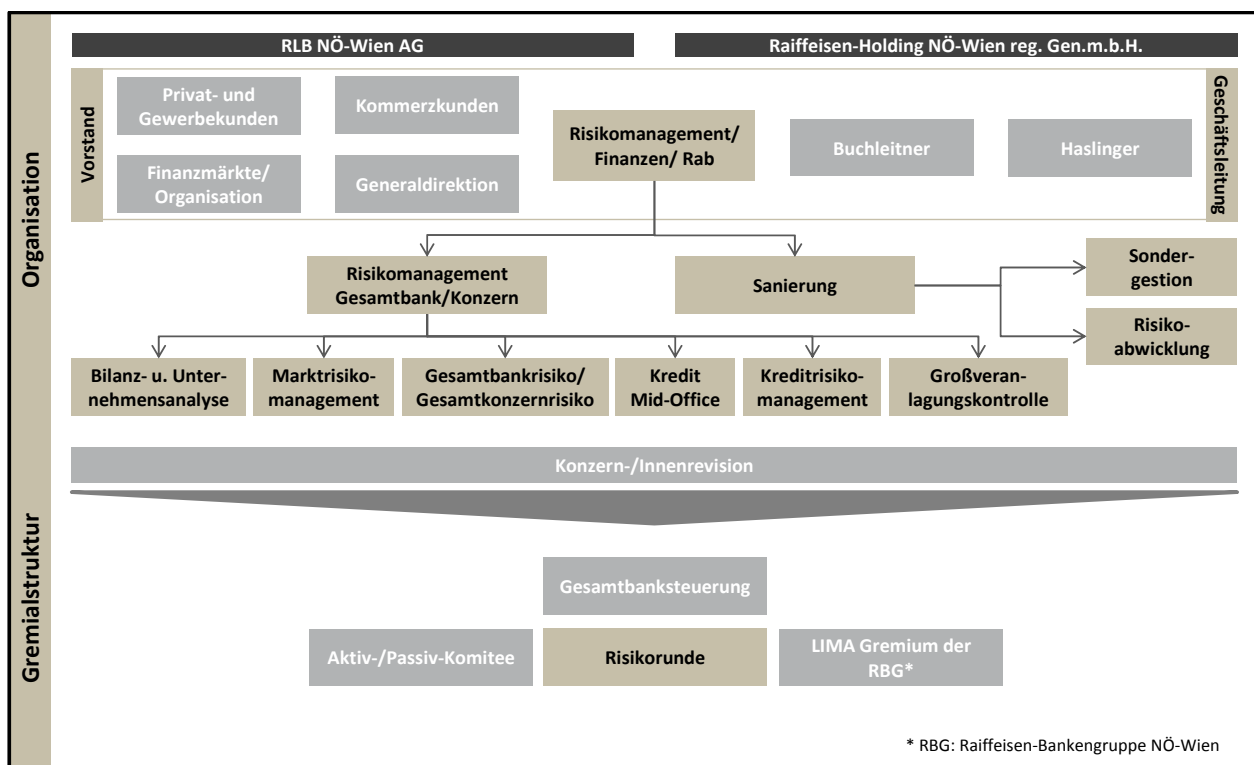 RLB NÖ-Wien AG
Raiffeisen-Holding NÖ-Wien reg. Gen.m.b.H.
Organisation
Vorstand
Privat- und
Gewerbekunden
Kommerzkunden
Finanzmärkte/
Organisation
Generaldirektion
Risikomanagement/
Finanzen/ Rab
Buchleitner
Haslinger
Geschäftsleitung
Risikomanagement
Gesamtbank/Konzern
Sanierung
Sonder-
gestion
Risiko-
abwicklung
Bilanz- u. Unter-
nehmensanalyse
Marktrisiko-
management
Gesamtbankrisiko/
Gesamtkonzernrisiko
Kredit
Mid-Office
Kreditrisiko-
management
Großveran-
lagungskontrolle
Konzern-/Innenrevision
Gremialstruktur
Gesamtbanksteuerung
Aktiv-/Passiv-Komitee
Risikorunde
LIMA Gremium der
RBG*
* RBG: Raiffeisen-Bankengruppe NÖ-Wien